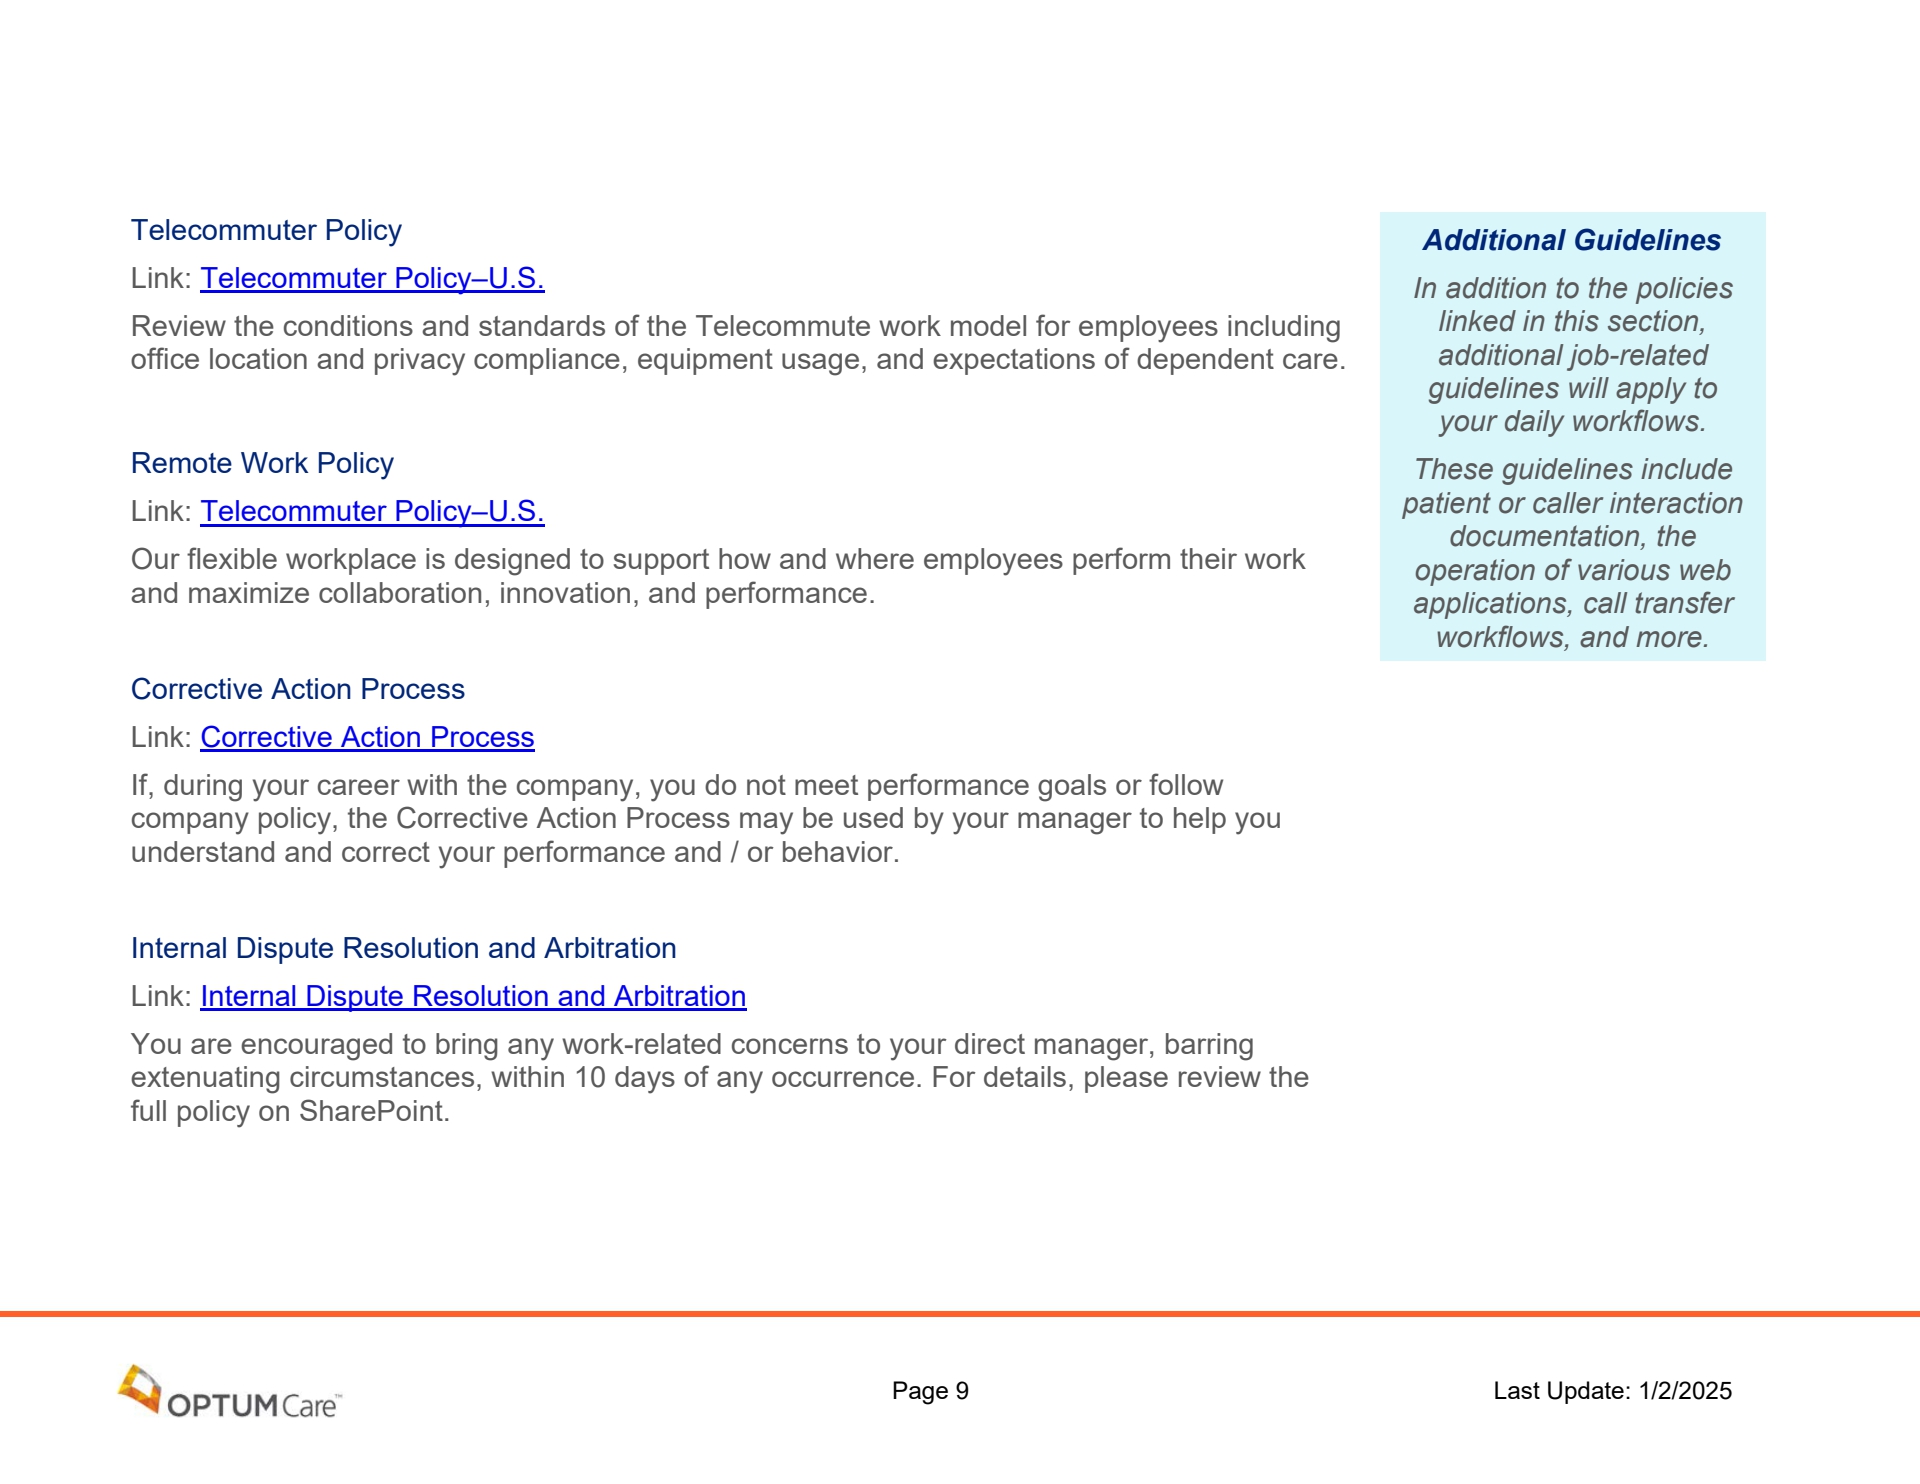 Telecommuter Policy
Link: Telecommuter Policy–U.S.
Review the conditions and standards of the Telecommute work model for employees including
office location and privacy compliance, equipment usage, and expectations of dependent care.
Remote Work Policy
Link: Telecommuter Policy–U.S.
Our flexible workplace is designed to support how and where employees perform their work
and maximize collaboration, innovation, and performance.
Corrective Action Process
Link: Corrective Action Process
If, during your career with the company, you do not meet performance goals or follow
company policy, the Corrective Action Process may be used by your manager to help you
understand and correct your performance and / or behavior.
Internal Dispute Resolution and Arbitration
Link: Internal Dispute Resolution and Arbitration
You are encouraged to bring any work-related concerns to your direct manager, barring
extenuating circumstances, within 10 days of any occurrence. For details, please review the
full policy on SharePoint.
Additional Guidelines
In addition to the policies
linked in this section,
additional job-related
guidelines will apply to
your daily workflows.
These guidelines include
patient or caller interaction
documentation, the
operation of various web
applications, call transfer
workflows, and more.
OPTUM Care™
Page 9
Last Update: 1/2/2025